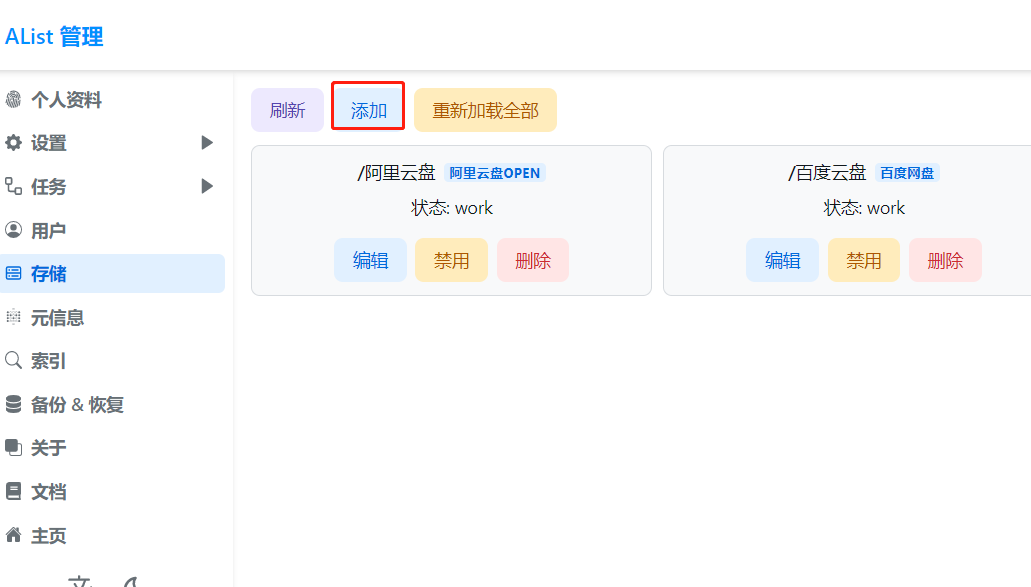 AList 管理
个人资料
设置
任务
用户
存储
元信息
索引
备份 & 恢复
关于
文档
主页
刷新 添加 重新加载全部
/阿里云盘 阿里云盘OPEN
状态: work
编辑 禁用 删除
/百度云盘 百度网盘
状态: work
编辑 禁用 删除